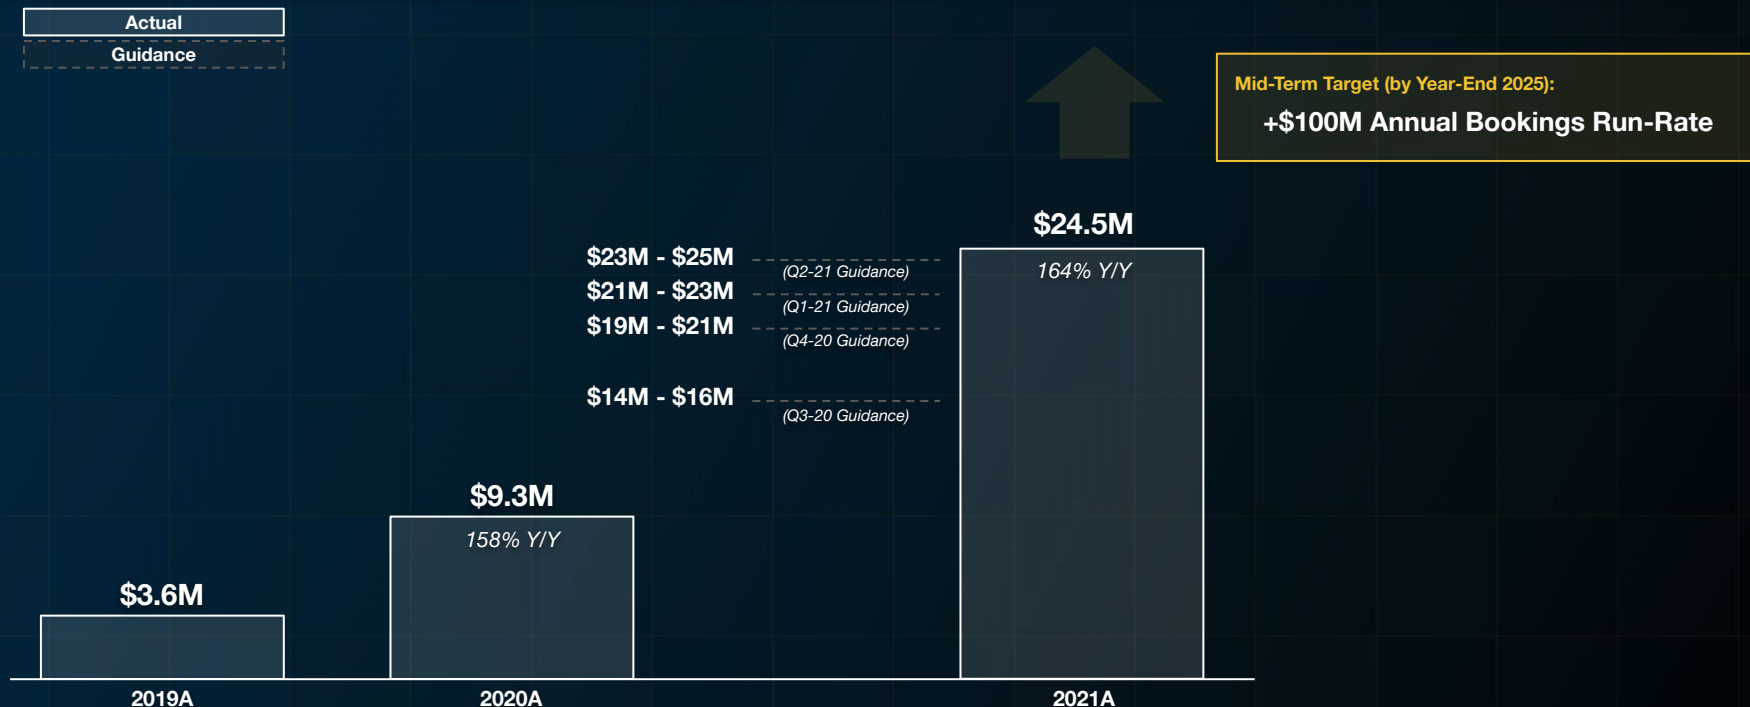 Actual
Guidance
Mid-Term Target (by Year-End 2025):
+$100M Annual Bookings Run-Rate
$24.5M
164% Y/Y
$23M - $25M
(Q2-21 Guidance)
$21M - $23M
(Q1-21 Guidance)
$19M - $21M
(Q4-20 Guidance)
$14M - $16M
(Q3-20 Guidance)
$9.3M
158% Y/Y
$3.6M
2019A
2020A
2021A